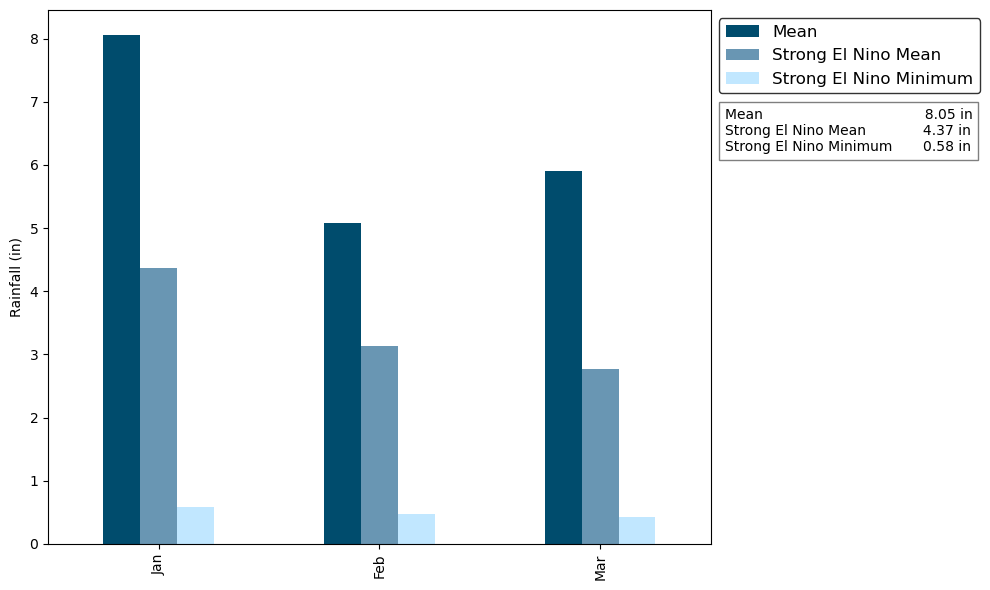 Mean
Strong El Nino Mean
Strong El Nino Minimum
Mean 8.05 in
Strong El Nino Mean 4.37 in
Strong El Nino Minimum 0.58 in
Rainfall (in)
8
7
6
5
4
3
2
1
0
Jan
Feb
Mar